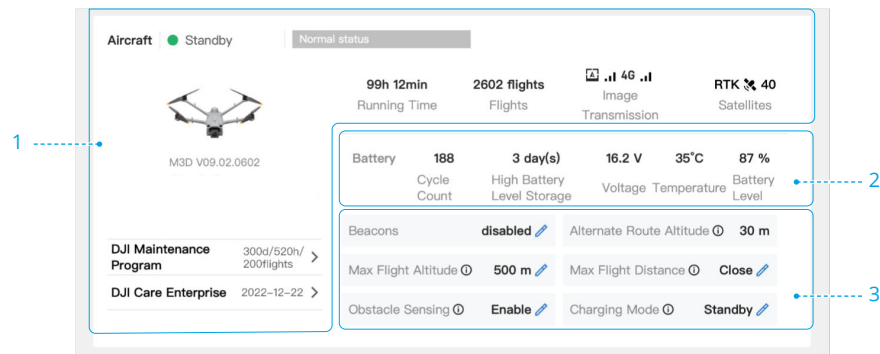 Aircraft Standby Normal status
99h 12min 2602 flights A 4G RTK 40
Running Time Flights Image Satellites
Transmission
1
M3D V09.02.0602
Battery 188 3 day(s) 16.2 V 35°C 87 %
Cycle High Battery Voltage Temperature Battery
Count Level Storage Level
2
Beacons disabled Alternate Route Altitude 30 m
DJI Maintenance 300d/520h/
Program 200flights
Max Flight Altitude 500 m Max Flight Distance Close
DJI Care Enterprise 2022-12-22
3
Obstacle Sensing Enable Charging Mode Standby